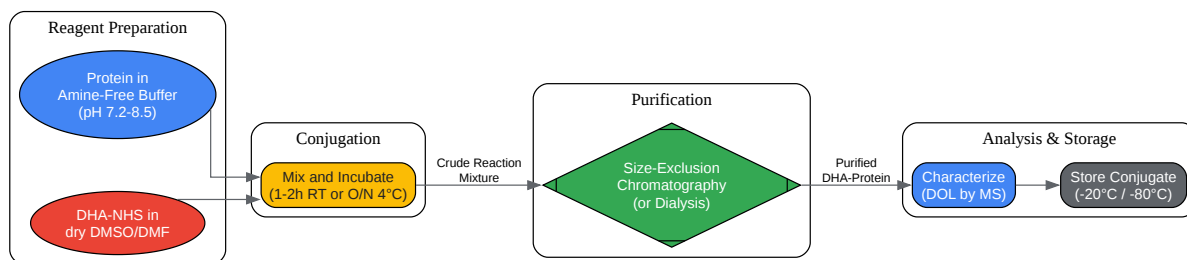 Reagent Preparation
Protein in
Amine-Free Buffer
(pH 7.2-8.5)
DHA-NHS in
dry DMSO/DMF
Conjugation
Mix and Incubate
(1-2h RT or O/N 4°C)
Crude Reaction
Mixture
Purification
Size-Exclusion
Chromatography
(or Dialysis)
Purified
DHA-Protein
Analysis & Storage
Characterize
(DOL by MS)
Store Conjugate
(-20°C / -80°C)